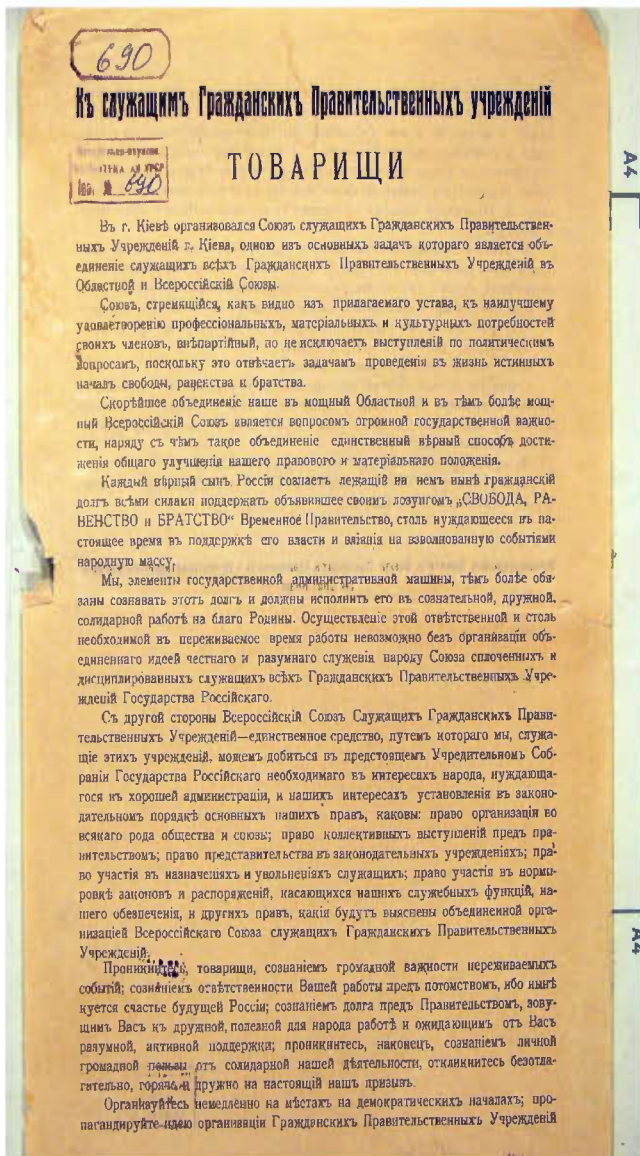 690
Къ служащимъ Гражданскихъ Правительственныхъ учрежденій
ТОВАРИЩИ
№ 690
Въ г. Кіевѣ организовался Союзъ служащихъ Гражданскихъ Правительствен-
ныхъ Учрежденій г. Кіева, одною изъ основныхъ задачъ котораго является объ-
единеніе служащихъ всѣхъ Гражданскихъ Правительственныхъ Учрежденій въ
Областной и Всероссійскій Союзы.
Союзъ, стремящійся, какъ видно изъ прилагаемаго устава, къ наилучшему
удовлетворенію профессіональныхъ, матеріальныхъ и культурныхъ потребностей
своихъ членовъ, внѣпартійный, но не исключаетъ выступленій по политическимъ
вопросамъ, поскольку это отвѣчаетъ задачамъ проведенія въ жизнь истинныхъ
началъ свободы, равенства и братства.
Скорѣйшее объединеніе наше въ мощный Областной и въ тѣмъ болѣе мощ-
ный Всероссійскій Союзъ является вопросомъ огромной государственной важно-
сти, наряду съ чѣмъ такое объединеніе единственный вѣрный способъ дости-
женія общаго улучшенія нашего правового и матеріальнаго положенія.
Каждый вѣрный сынъ Россіи сознаетъ лежащій на немъ нынѣ гражданскій
долгъ всѣми силами поддержать объявившее своимъ лозунгомъ „СВОБОДА, РА-
ВЕНСТВО и БРАТСТВО“ Временное Правительство, столь нуждающееся въ на-
стоящее время въ поддержкѣ его власти и вліянія на взволнованную событіями
народную массу.
Мы, элементы государственной административной машины, тѣмъ болѣе обя-
заны сознавать этотъ долгъ и должны исполнить его въ сознательной, дружной,
солидарной работѣ на благо Родины. Осуществленіе этой отвѣтственной и столь
необходимой въ переживаемое время работы невозможно безъ организаціи объ-
единеннаго идеей честнаго и разумнаго служенія народу Союза сплоченныхъ и
дисциплированныхъ служащихъ всѣхъ Гражданскихъ Правительственныхъ Учре-
жденій Государства Россійскаго.
Съ другой стороны Всероссійскій Союзъ Служащихъ Гражданскихъ Прави-
тельственныхъ Учрежденій—единственное средство, путемъ котораго мы, служа-
щіе этихъ учрежденій, можемъ добиться въ предстоящемъ Учредительномъ Соб-
раніи Государства Россійскаго необходимаго въ интересахъ народа, нуждающа-
гося въ хорошей администраціи, и нашихъ интересахъ установленія въ законо-
дательномъ порядкѣ основныхъ нашихъ правъ, каковы: право организаціи во
всякаго рода общества и союзы; право коллективныхъ выступленій предъ пра-
вительствомъ; право представительства въ законодательныхъ учрежденіяхъ; пра-
во участія въ назначеніяхъ и увольненіяхъ служащихъ; право участія въ норми-
ровкѣ законовъ и распоряженій, касающихся нашихъ служебныхъ функцій, на-
шего обезпеченія, и другихъ правъ, какія будутъ выяснены объединенной орга-
низаціей Всероссійскаго Союза служащихъ Гражданскихъ Правительственныхъ
Учрежденій.
Проникнитесь, товарищи, сознаніемъ громадной важности переживаемыхъ
событій; сознаніемъ отвѣтственности Вашей работы предъ потомствомъ, ибо нынѣ
куется счастье будущей Россіи; сознаніемъ долга предъ Правительствомъ, зову-
щимъ Васъ къ дружной, полезной для народа работѣ и ожидающимъ отъ Васъ
разумной, активной поддержки; проникнитесь, наконецъ, сознаніемъ личной
громадной пользы отъ солидарной нашей дѣятельности, откликнитесь безотла-
гательно, горячо и дружно на настоящій нашъ призывъ.
Организуйтесь немедленно на мѣстахъ на демократическихъ началахъ; про-
пагандируйте идею организаціи Гражданскихъ Правительственныхъ Учрежденій
A4
A4